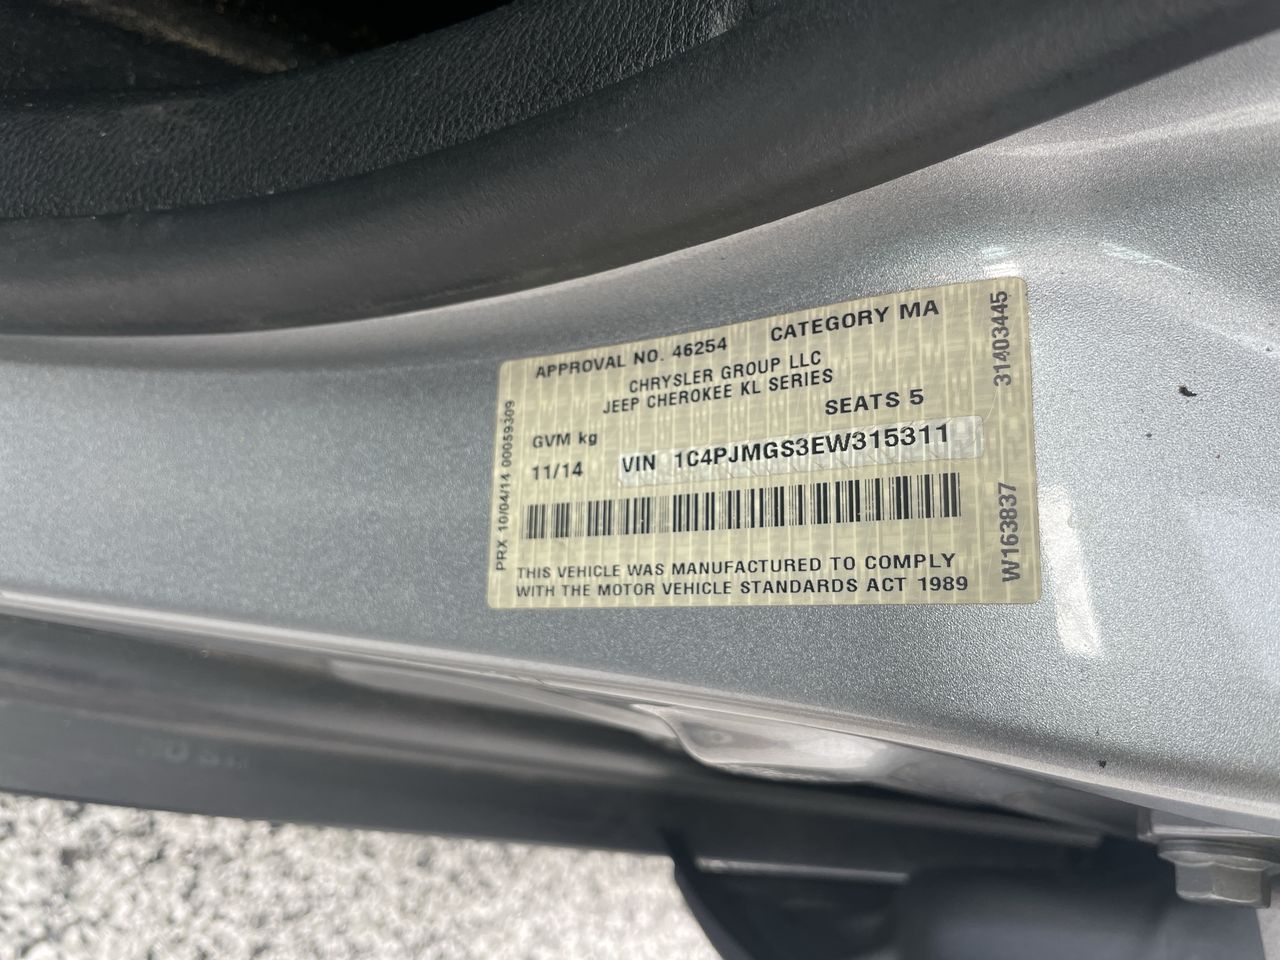 APPROVAL NO. 46254 CATEGORY MA
CHRYSLER GROUP LLC
JEEP CHEROKEE KL SERIES
SEATS 5
GVM kg
11/14 VIN 1C4PJMGS3EW315311
THIS VEHICLE WAS MANUFACTURED TO COMPLY
WITH THE MOTOR VEHICLE STANDARDS ACT 1989
PRX 10/04/14 00059309
31403445
W163837